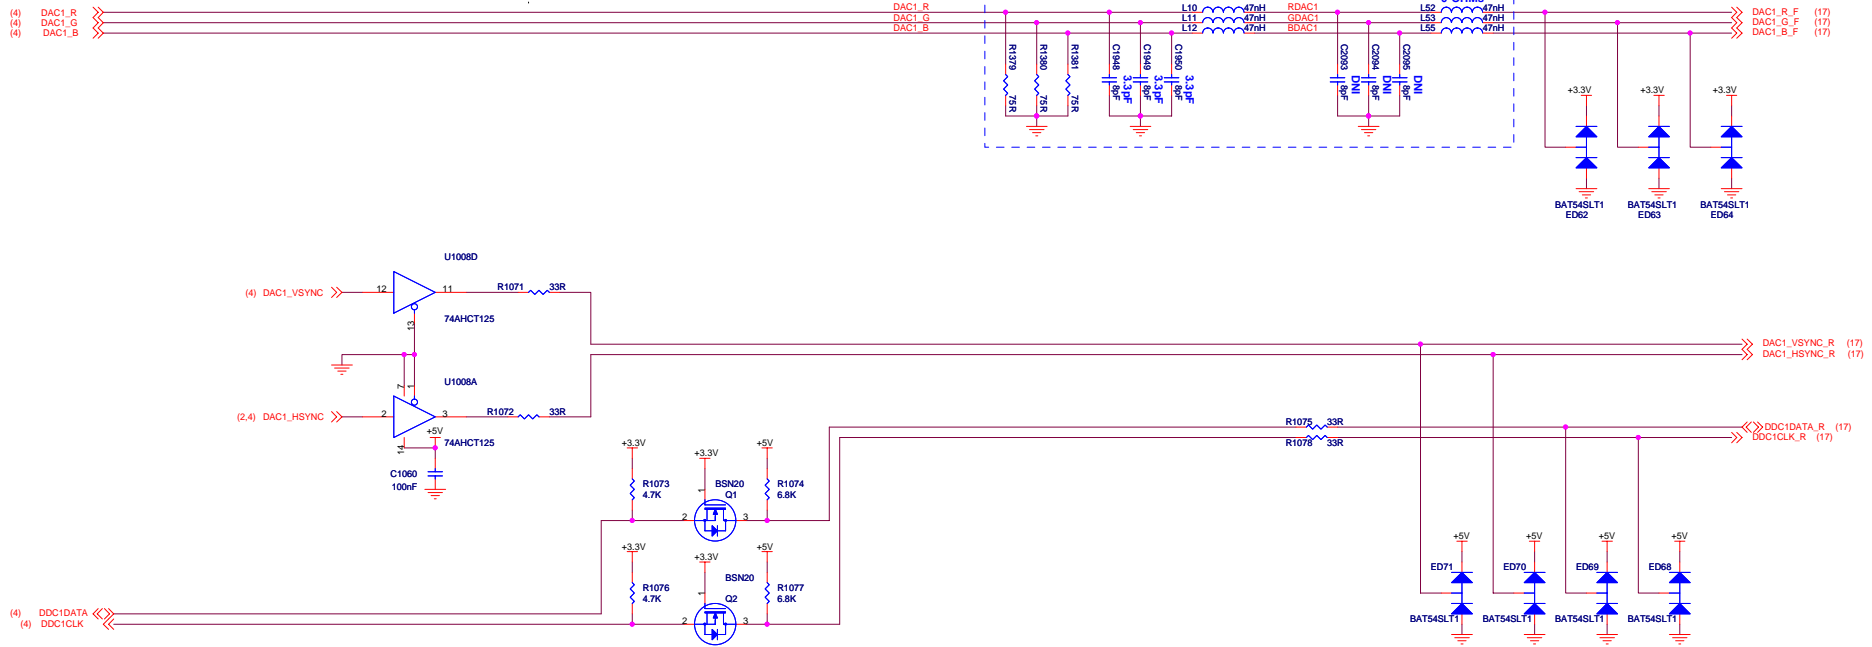 (4) DAC1_R DAC1_R L10 47nH RDAC1 L52 47nH DAC1_R_F (17)
(4) DAC1_G DAC1_G L11 47nH GDAC1 L53 47nH DAC1_G_F (17)
(4) DAC1_B DAC1_B L12 47nH BDAC1 L55 47nH DAC1_B_F (17)
R1379 R1380 R1381 C1948 C1949 C1950 C2093 C2094 C2095
75R 75R 75R 8pF 3.3pF 8pF 3.3pF 8pF 3.3pF 8pF DNI 8pF DNI 8pF DNI
+3.3V +3.3V +3.3V
BAT54SLT1 BAT54SLT1 BAT54SLT1
ED62 ED63 ED64
U1008D
(4) DAC1_VSYNC 12 11 R1071 33R
13 74AHCT125
DAC1_VSYNC_R (17)
DAC1_HSYNC_R (17)
7 1 U1008A
(2,4) DAC1_HSYNC 2 3 R1072 33R
+5V
14 74AHCT125
C1060
100nF
R1075 33R DDC1DATA_R (17)
R1078 33R DDC1CLK_R (17)
+3.3V +3.3V +5V
R1073 1 BSN20 R1074
4.7K Q1 6.8K
2 3
+3.3V +3.3V +5V
R1076 1 BSN20 R1077
4.7K Q2 6.8K
2 3
+5V +5V +5V +5V
ED71 ED70 ED69 ED68
BAT54SLT1 BAT54SLT1 BAT54SLT1 BAT54SLT1
(4) DDC1DATA
(4) DDC1CLK